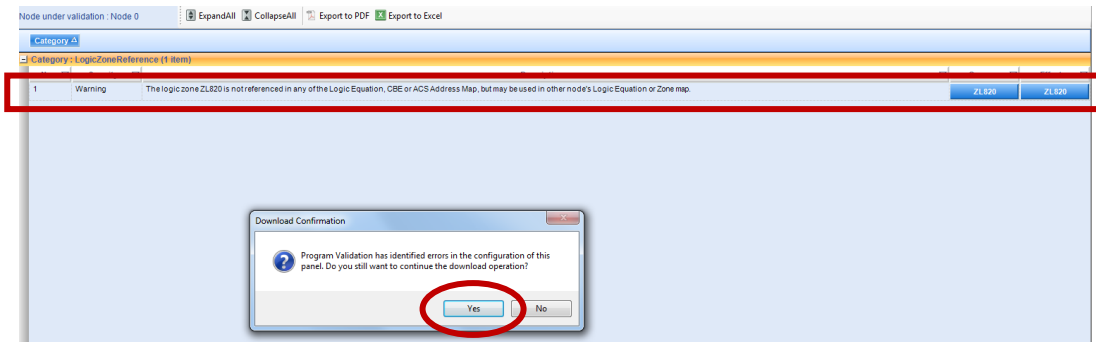 Node under validation : Node 0 ExpandAll CollapseAll Export to PDF Export to Excel
Category
Category : LogicZoneReference (1 item)
1 Warning The logic zone ZL820 is not referenced in any of the Logic Equation, CBE or ACS Address Map, but may be used in other node's Logic Equation or Zone map. ZL820 ZL820
Download Confirmation
Program Validation has identified errors in the configuration of this
panel. Do you still want to continue the download operation?
Yes No